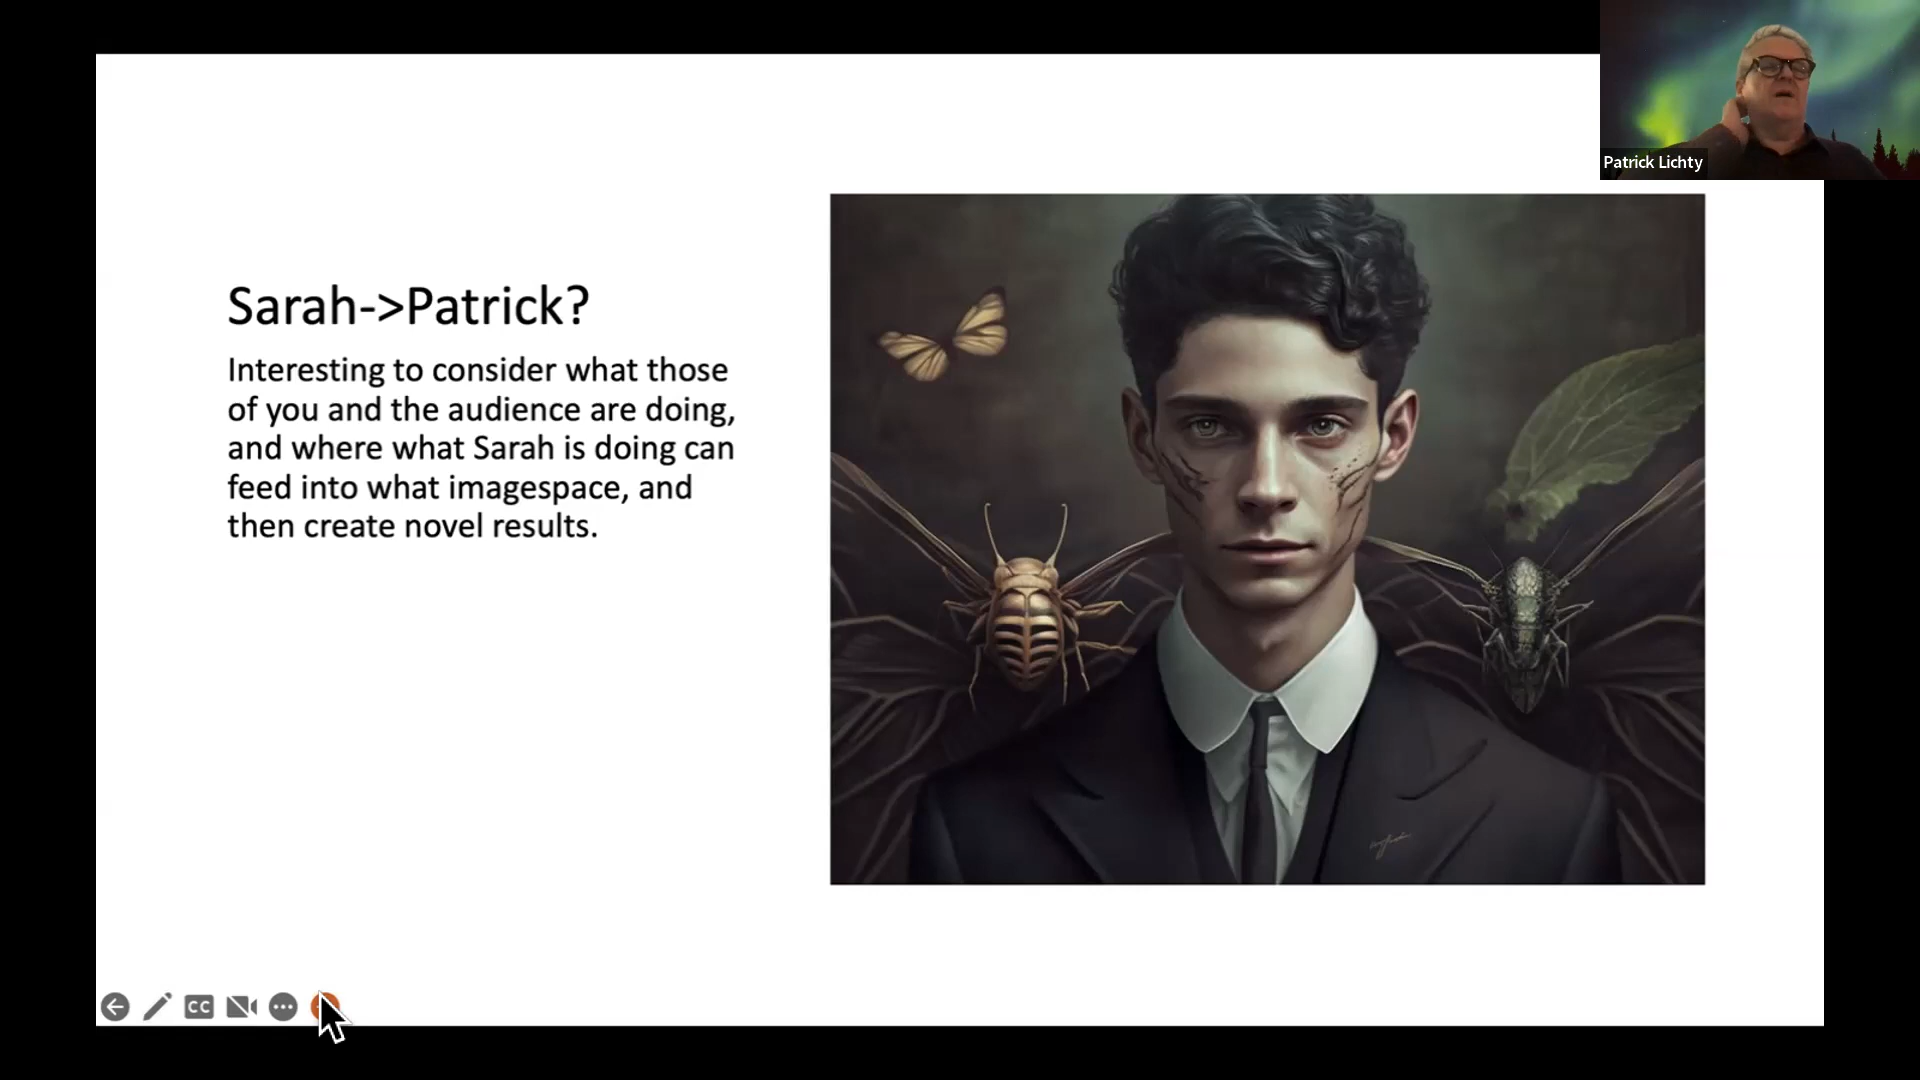 Patrick Lichty
Sarah->Patrick?
Interesting to consider what those
of you and the audience are doing,
and where what Sarah is doing can
feed into what imagespace, and
then create novel results.
CC